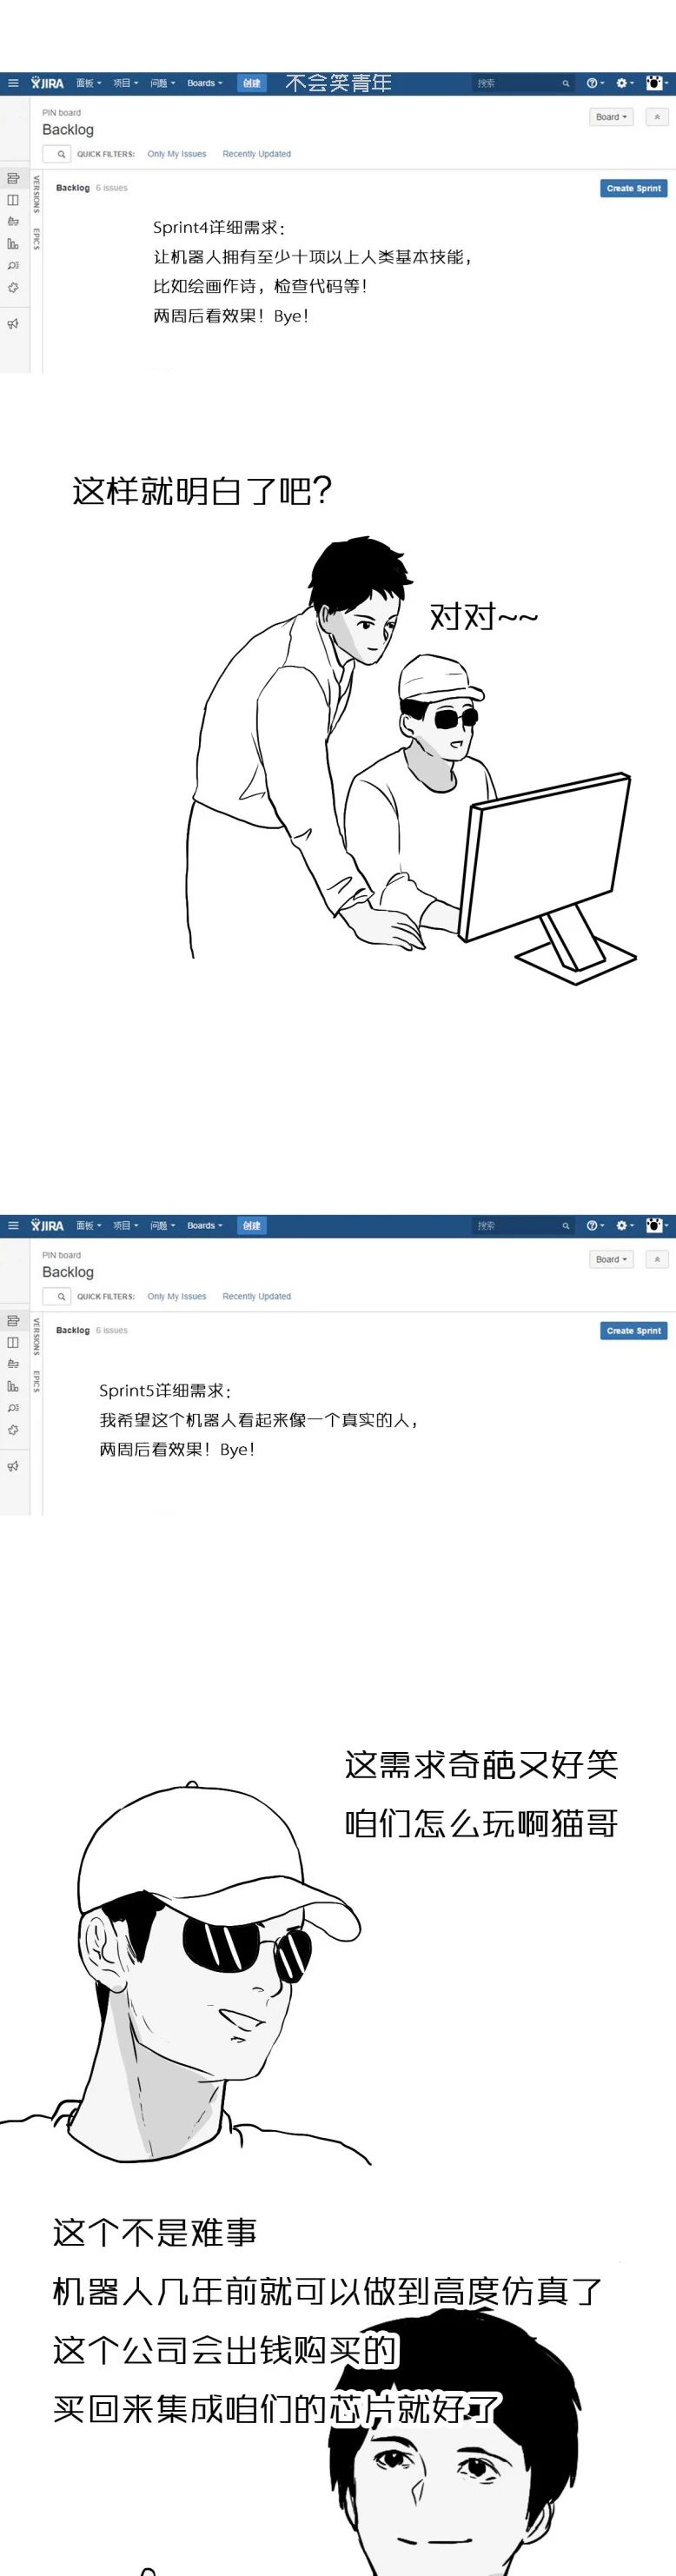 JIRA 面板 项目 问题 Boards 创建 不会笑青年 搜索
PIN board
Backlog
Board
QUICK FILTERS: Only My Issues Recently Updated
VERSIONS
EPICS
Backlog 6 issues
Create Sprint
Sprint4详细需求：
让机器人拥有至少十项以上人类基本技能，
比如绘画作诗，检查代码等！
两周后看效果！Bye！
这样就明白了吧？
对对~~
JIRA 面板 项目 问题 Boards 创建 搜索
PIN board
Backlog
Board
QUICK FILTERS: Only My Issues Recently Updated
VERSIONS
EPICS
Backlog 6 issues
Create Sprint
Sprint5详细需求：
我希望这个机器人看起来像一个真实的人，
两周后看效果！Bye！
这需求奇葩又好笑
咱们怎么玩啊猫哥
这个不是难事
机器人几年前就可以做到高度仿真了
这个公司会出钱购买的
买回来集成咱们的芯片就好了